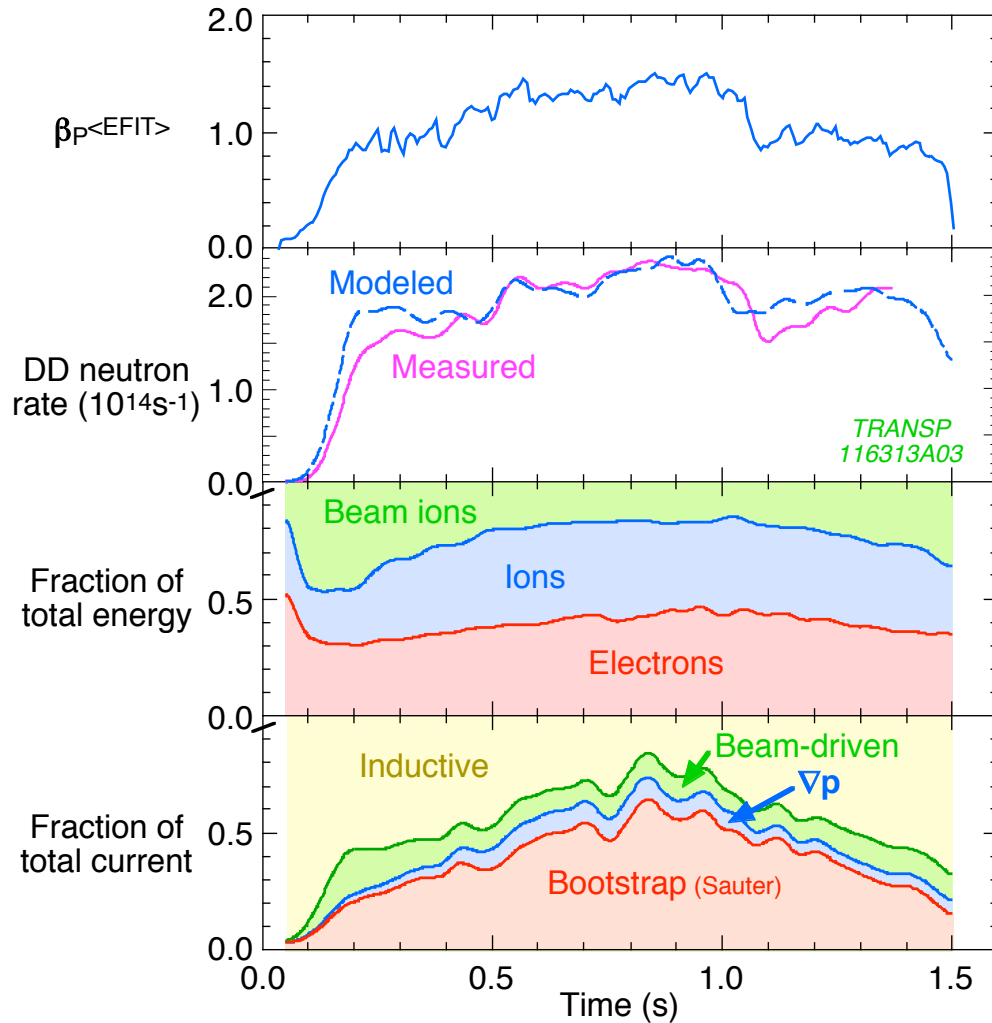 2.0
βP<EFIT>
1.0
0.0
Modeled
2.0
Measured
DD neutron
rate (10¹⁴s⁻¹)
1.0
TRANSP
116313A03
0.0
Beam ions
Fraction of
total energy
Ions
0.5
Electrons
0.0
Beam-driven
Inductive
∇p
Fraction of
total current
0.5
Bootstrap (Sauter)
0.0
0.0 0.5 1.0 1.5
Time (s)